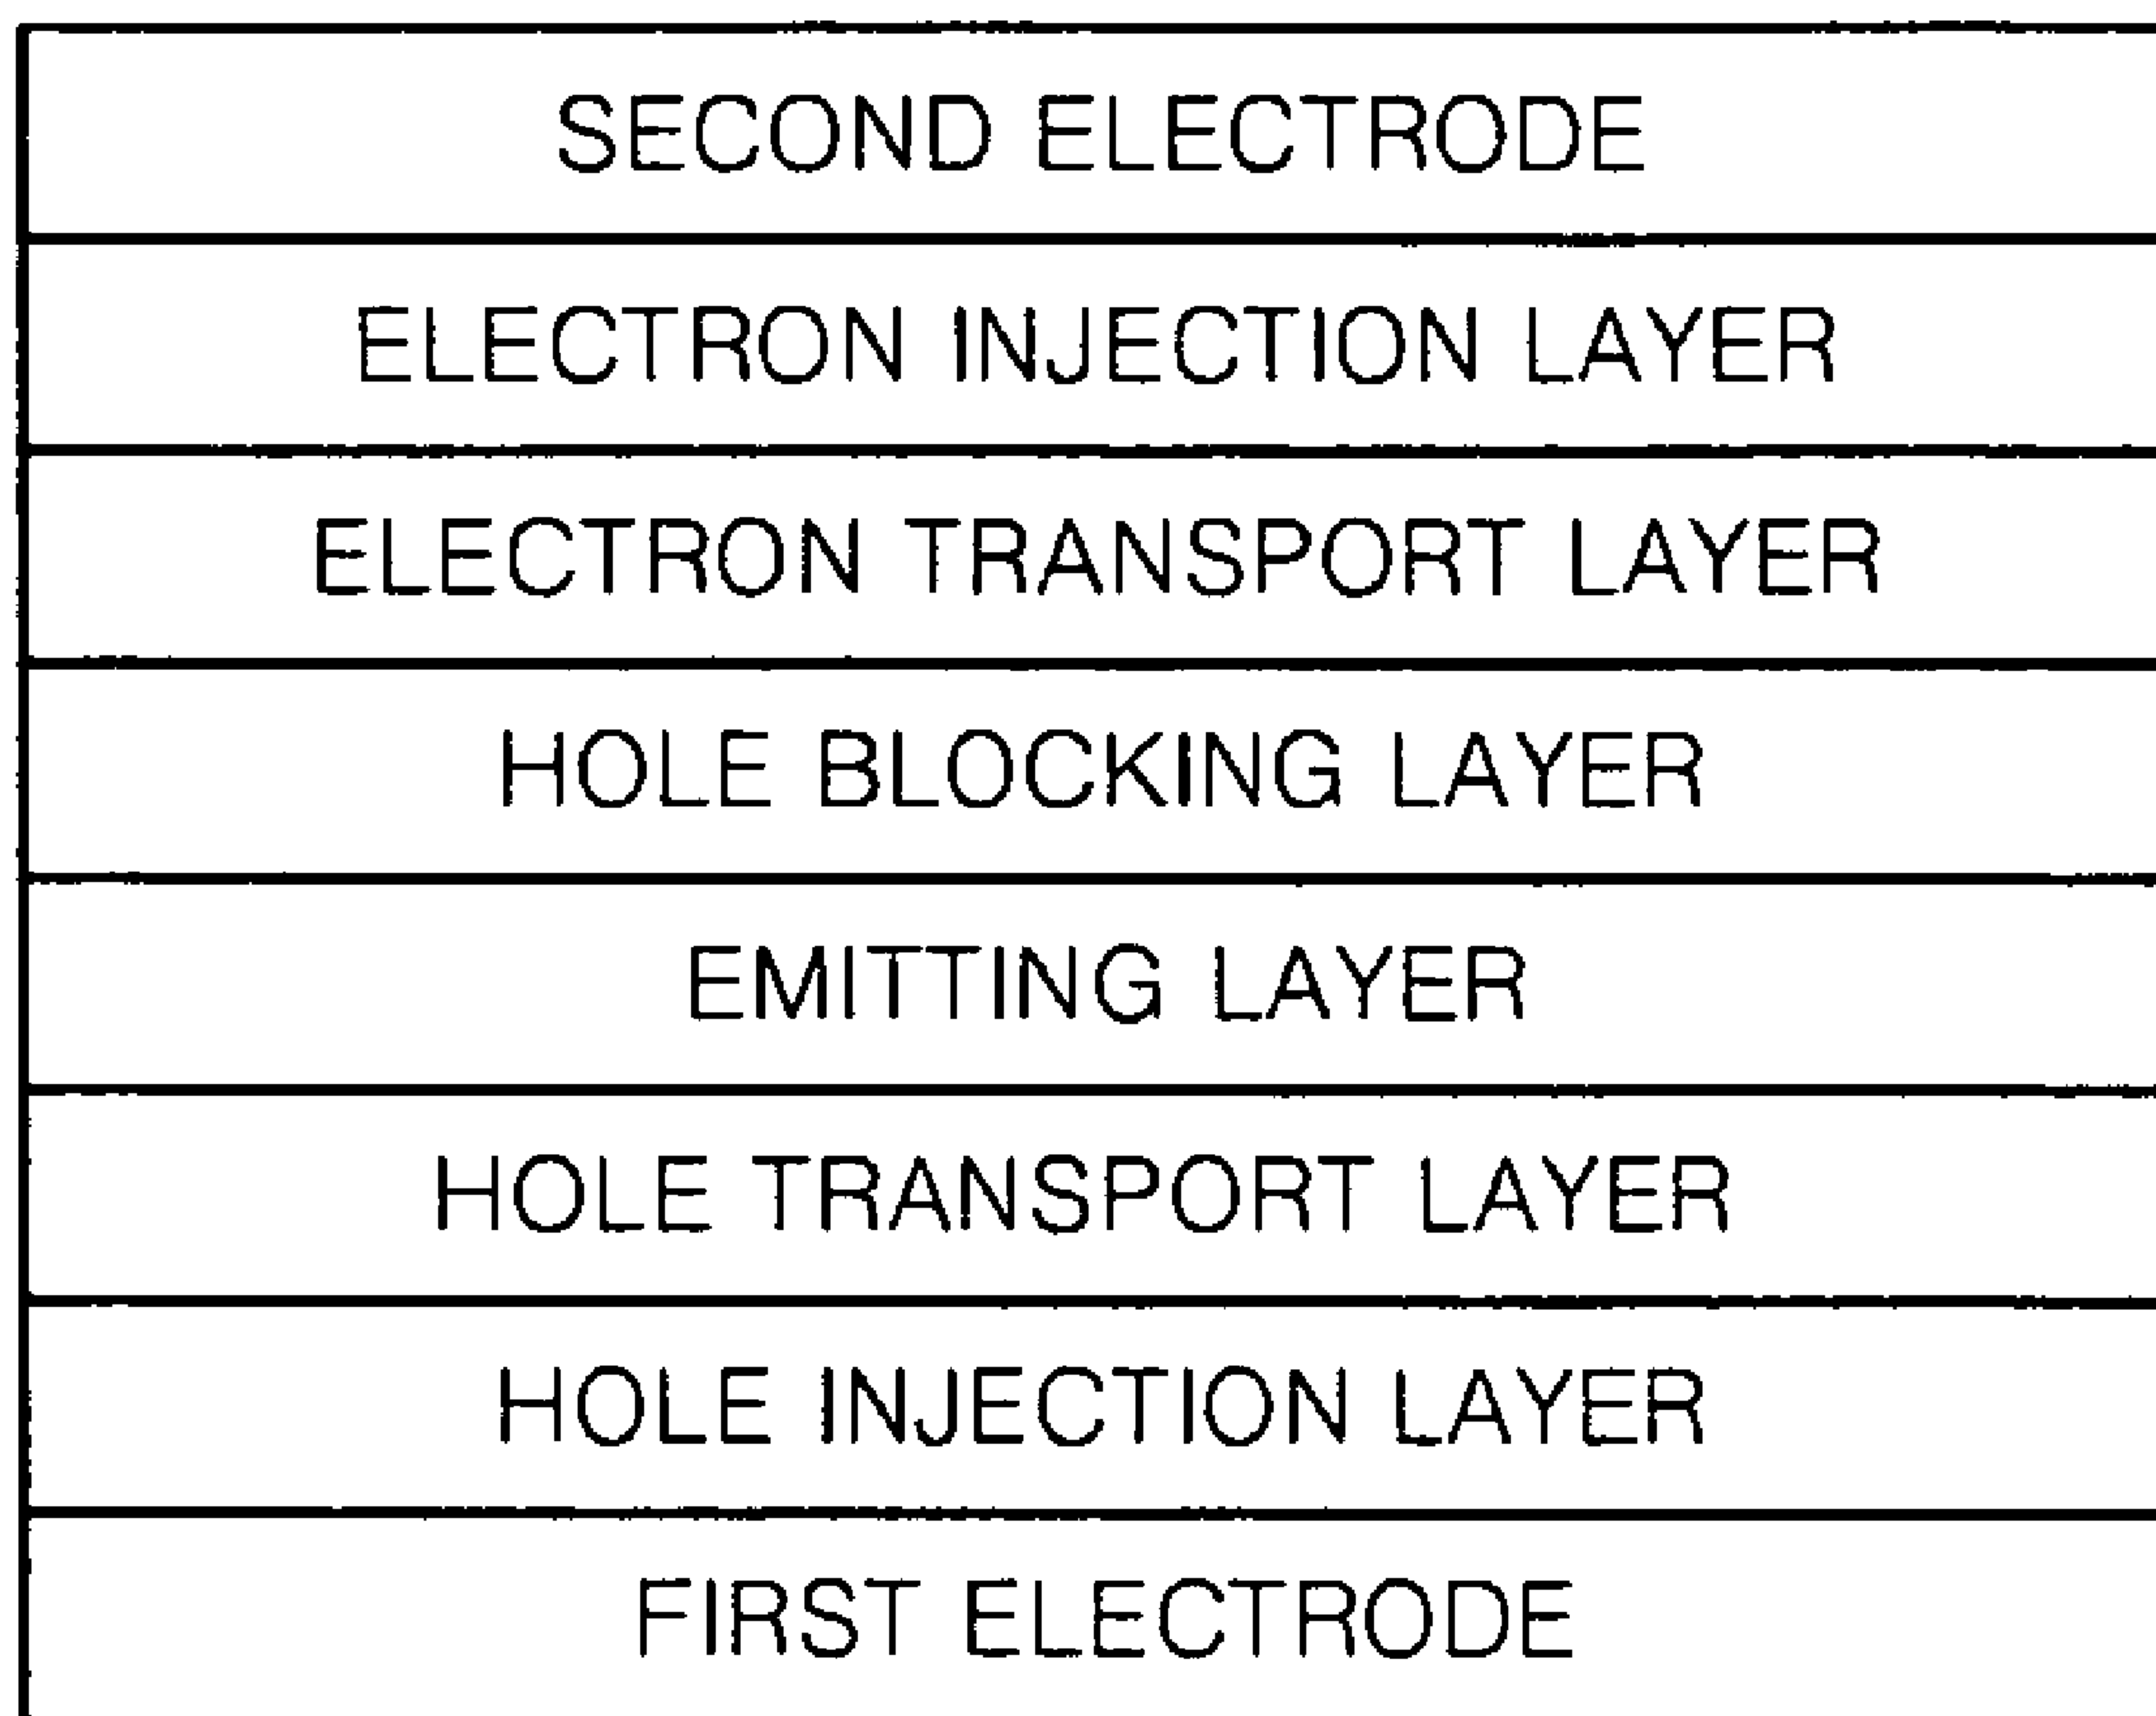 SECOND ELECTRODE
ELECTRON INJECTION LAYER
ELECTRON TRANSPORT LAYER
HOLE BLOCKING LAYER
EMITTING LAYER
HOLE TRANSPORT LAYER
HOLE INJECTION LAYER
FIRST ELECTRODE